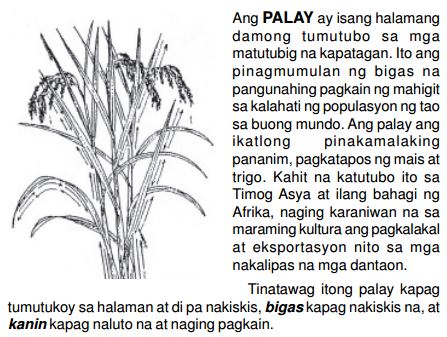 Ang PALAY ay isang halamang
damong tumutubo sa mga
matutubig na kapatagan. Ito ang
pinagmumulan ng bigas na
pangunahing pagkain ng mahigit
sa kalahati ng populasyon ng tao
sa buong mundo. Ang palay ang
ikatlong pinakamalaking
pananim, pagkatapos ng mais at
trigo. Kahit na katutubo ito sa
Timog Asya at ilang bahagi ng
Afrika, naging karaniwan na sa
maraming kultura ang pagkalakal
at eksportasyon nito sa mga
nakalipas na mga dantaon.
Tinatawag itong palay kapag
tumutukoy sa halaman at di pa nakiskis, bigas kapag nakiskis na, at
kanin kapag naluto na at naging pagkain.